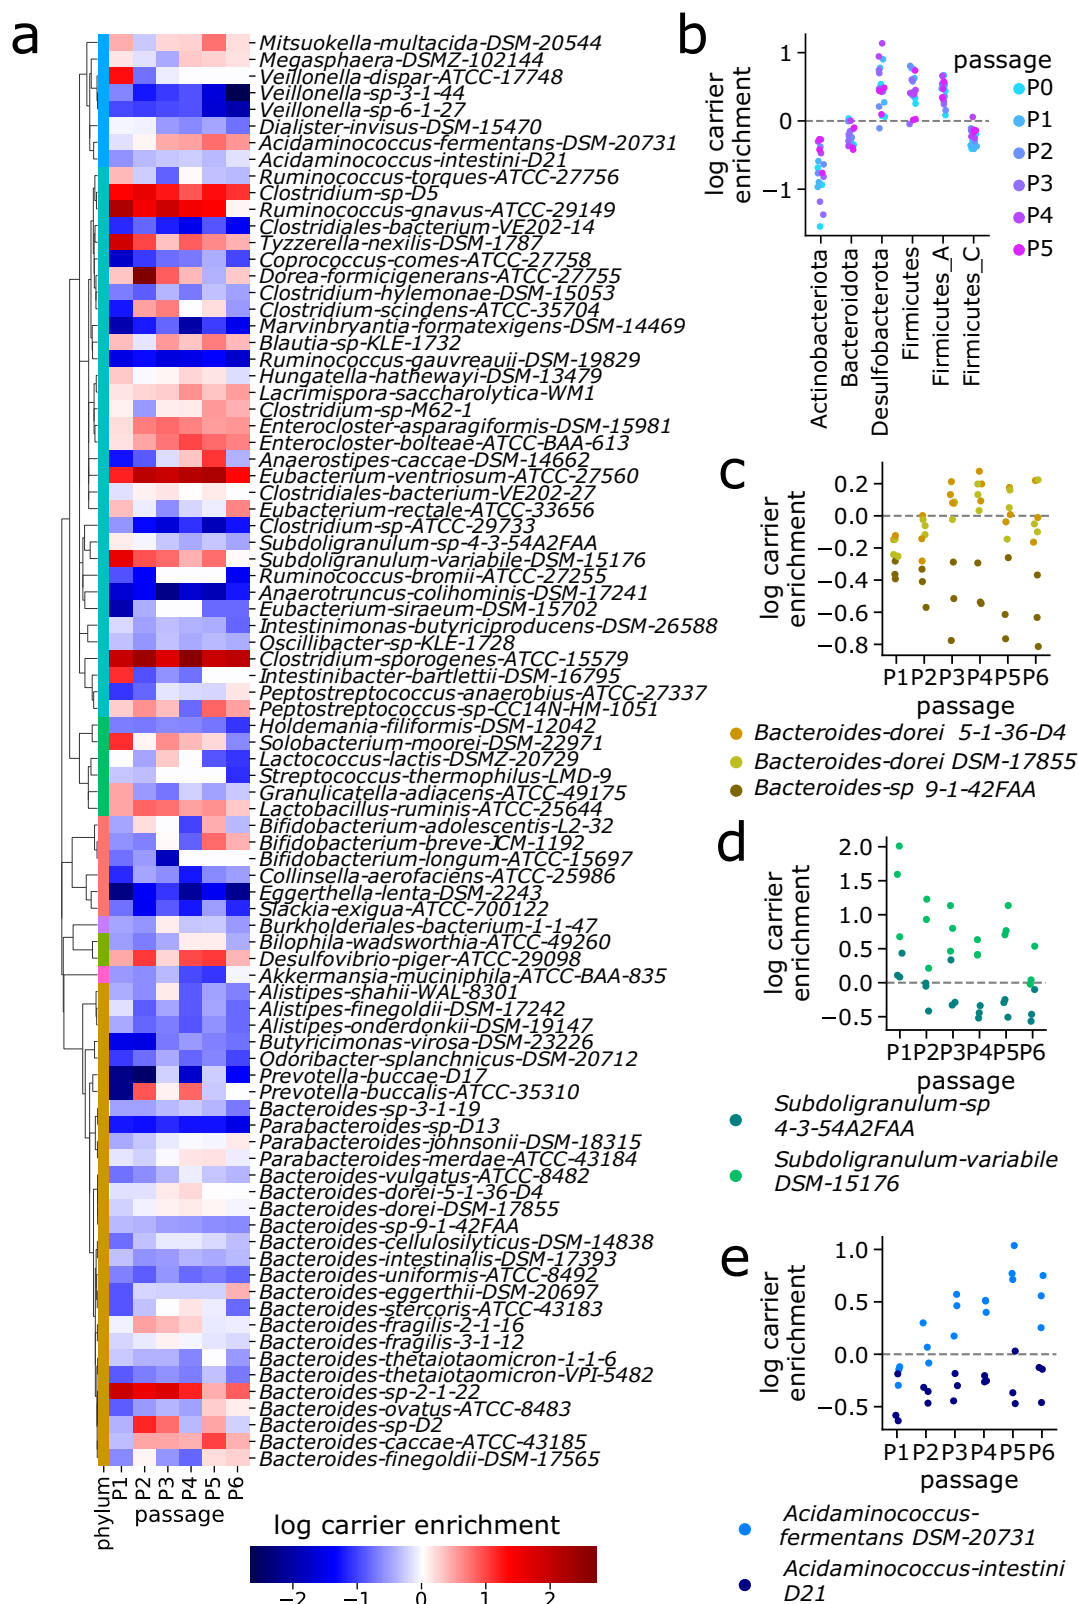 a
Mitsuokella-multacida-DSM-20544
Megasphaera-DSMZ-102144
Veillonella-dispar-ATCC-17748
Veillonella-sp-3-1-44
Veillonella-sp-6-1-27
Dialister-invisus-DSM-15470
Acidaminococcus-fermentans-DSM-20731
Acidaminococcus-intestini-D21
Ruminococcus-torques-ATCC-27756
Clostridium-sp-D5
Ruminococcus-gnavus-ATCC-29149
Clostridiales-bacterium-VE202-14
Tyzzerella-nexilis-DSM-1787
Coprococcus-comes-ATCC-27758
Dorea-formicigenerans-ATCC-27755
Clostridium-hylemonae-DSM-15053
Clostridium-scindens-ATCC-35704
Marvinbryantia-formatexigens-DSM-14469
Blautia-sp-KLE-1732
Ruminococcus-gauvreauii-DSM-19829
Hungatella-hathewayi-DSM-13479
Lacrimispora-saccharolytica-WM1
Clostridium-sp-M62-1
Enterocloster-asparagiformis-DSM-15981
Enterocloster-bolteae-ATCC-BAA-613
Anaerostipes-caccae-DSM-14662
Eubacterium-ventriosum-ATCC-27560
Clostridiales-bacterium-VE202-27
Eubacterium-rectale-ATCC-33656
Clostridium-sp-ATCC-29733
Subdoligranulum-sp-4-3-54A2FAA
Subdoligranulum-variabile-DSM-15176
Ruminococcus-bromii-ATCC-27255
Anaerotruncus-colihominis-DSM-17241
Eubacterium-siraeum-DSM-15702
Intestinimonas-butyriciproducens-DSM-26588
Oscillibacter-sp-KLE-1728
Clostridium-sporogenes-ATCC-15579
Intestinibacter-bartlettii-DSM-16795
Peptostreptococcus-anaerobius-ATCC-27337
Peptostreptococcus-sp-CC14N-HM-1051
Holdemania-filiformis-DSM-12042
Solobacterium-moorei-DSM-22971
Lactococcus-lactis-DSMZ-20729
Streptococcus-thermophilus-LMD-9
Granulicatella-adiacens-ATCC-49175
Lactobacillus-ruminis-ATCC-25644
Bifidobacterium-adolescentis-L2-32
Bifidobacterium-breve-JCM-1192
Bifidobacterium-longum-ATCC-15697
Collinsella-aerofaciens-ATCC-25986
Eggerthella-lenta-DSM-2243
Slackia-exigua-ATCC-700122
Burkholderiales-bacterium-1-1-47
Bilophila-wadsworthia-ATCC-49260
Desulfovibrio-piger-ATCC-29098
Akkermansia-muciniphila-ATCC-BAA-835
Alistipes-shahii-WAL-8301
Alistipes-finegoldii-DSM-17242
Alistipes-onderdonkii-DSM-19147
Butyricimonas-virosa-DSM-23226
Odoribacter-splanchnicus-DSM-20712
Prevotella-buccae-D17
Prevotella-buccalis-ATCC-35310
Bacteroides-sp-3-1-19
Parabacteroides-sp-D13
Parabacteroides-johnsonii-DSM-18315
Parabacteroides-merdae-ATCC-43184
Bacteroides-vulgatus-ATCC-8482
Bacteroides-dorei-5-1-36-D4
Bacteroides-dorei-DSM-17855
Bacteroides-sp-9-1-42FAA
Bacteroides-cellulosilyticus-DSM-14838
Bacteroides-intestinalis-DSM-17393
Bacteroides-uniformis-ATCC-8492
Bacteroides-eggerthii-DSM-20697
Bacteroides-stercoris-ATCC-43183
Bacteroides-fragilis-2-1-16
Bacteroides-fragilis-3-1-12
Bacteroides-thetaiotaomicron-1-1-6
Bacteroides-thetaiotaomicron-VPI-5482
Bacteroides-sp-2-1-22
Bacteroides-ovatus-ATCC-8483
Bacteroides-sp-D2
Bacteroides-caccae-ATCC-43185
Bacteroides-finegoldii-DSM-17565
phylum P1 P2 P3 P4 P5 P6
passage
log carrier enrichment
−2 −1 0 1 2
b
log carrier
enrichment
1
0
−1
Actinobacteriota
Bacteroidota
Desulfobacterota
Firmicutes
Firmicutes_A
Firmicutes_C
passage
P0
P1
P2
P3
P4
P5
c
log carrier
enrichment
0.2
0.0
−0.2
−0.4
−0.6
−0.8
P1 P2 P3 P4 P5 P6
passage
Bacteroides-dorei 5-1-36-D4
Bacteroides-dorei DSM-17855
Bacteroides-sp 9-1-42FAA
d
log carrier
enrichment
2.0
1.5
1.0
0.5
0.0
−0.5
P1 P2 P3 P4 P5 P6
passage
Subdoligranulum-sp
4-3-54A2FAA
Subdoligranulum-variabile
DSM-15176
e
log carrier
enrichment
1.0
0.5
0.0
−0.5
P1 P2 P3 P4 P5 P6
passage
Acidaminococcus-
fermentans DSM-20731
Acidaminococcus-intestini
D21